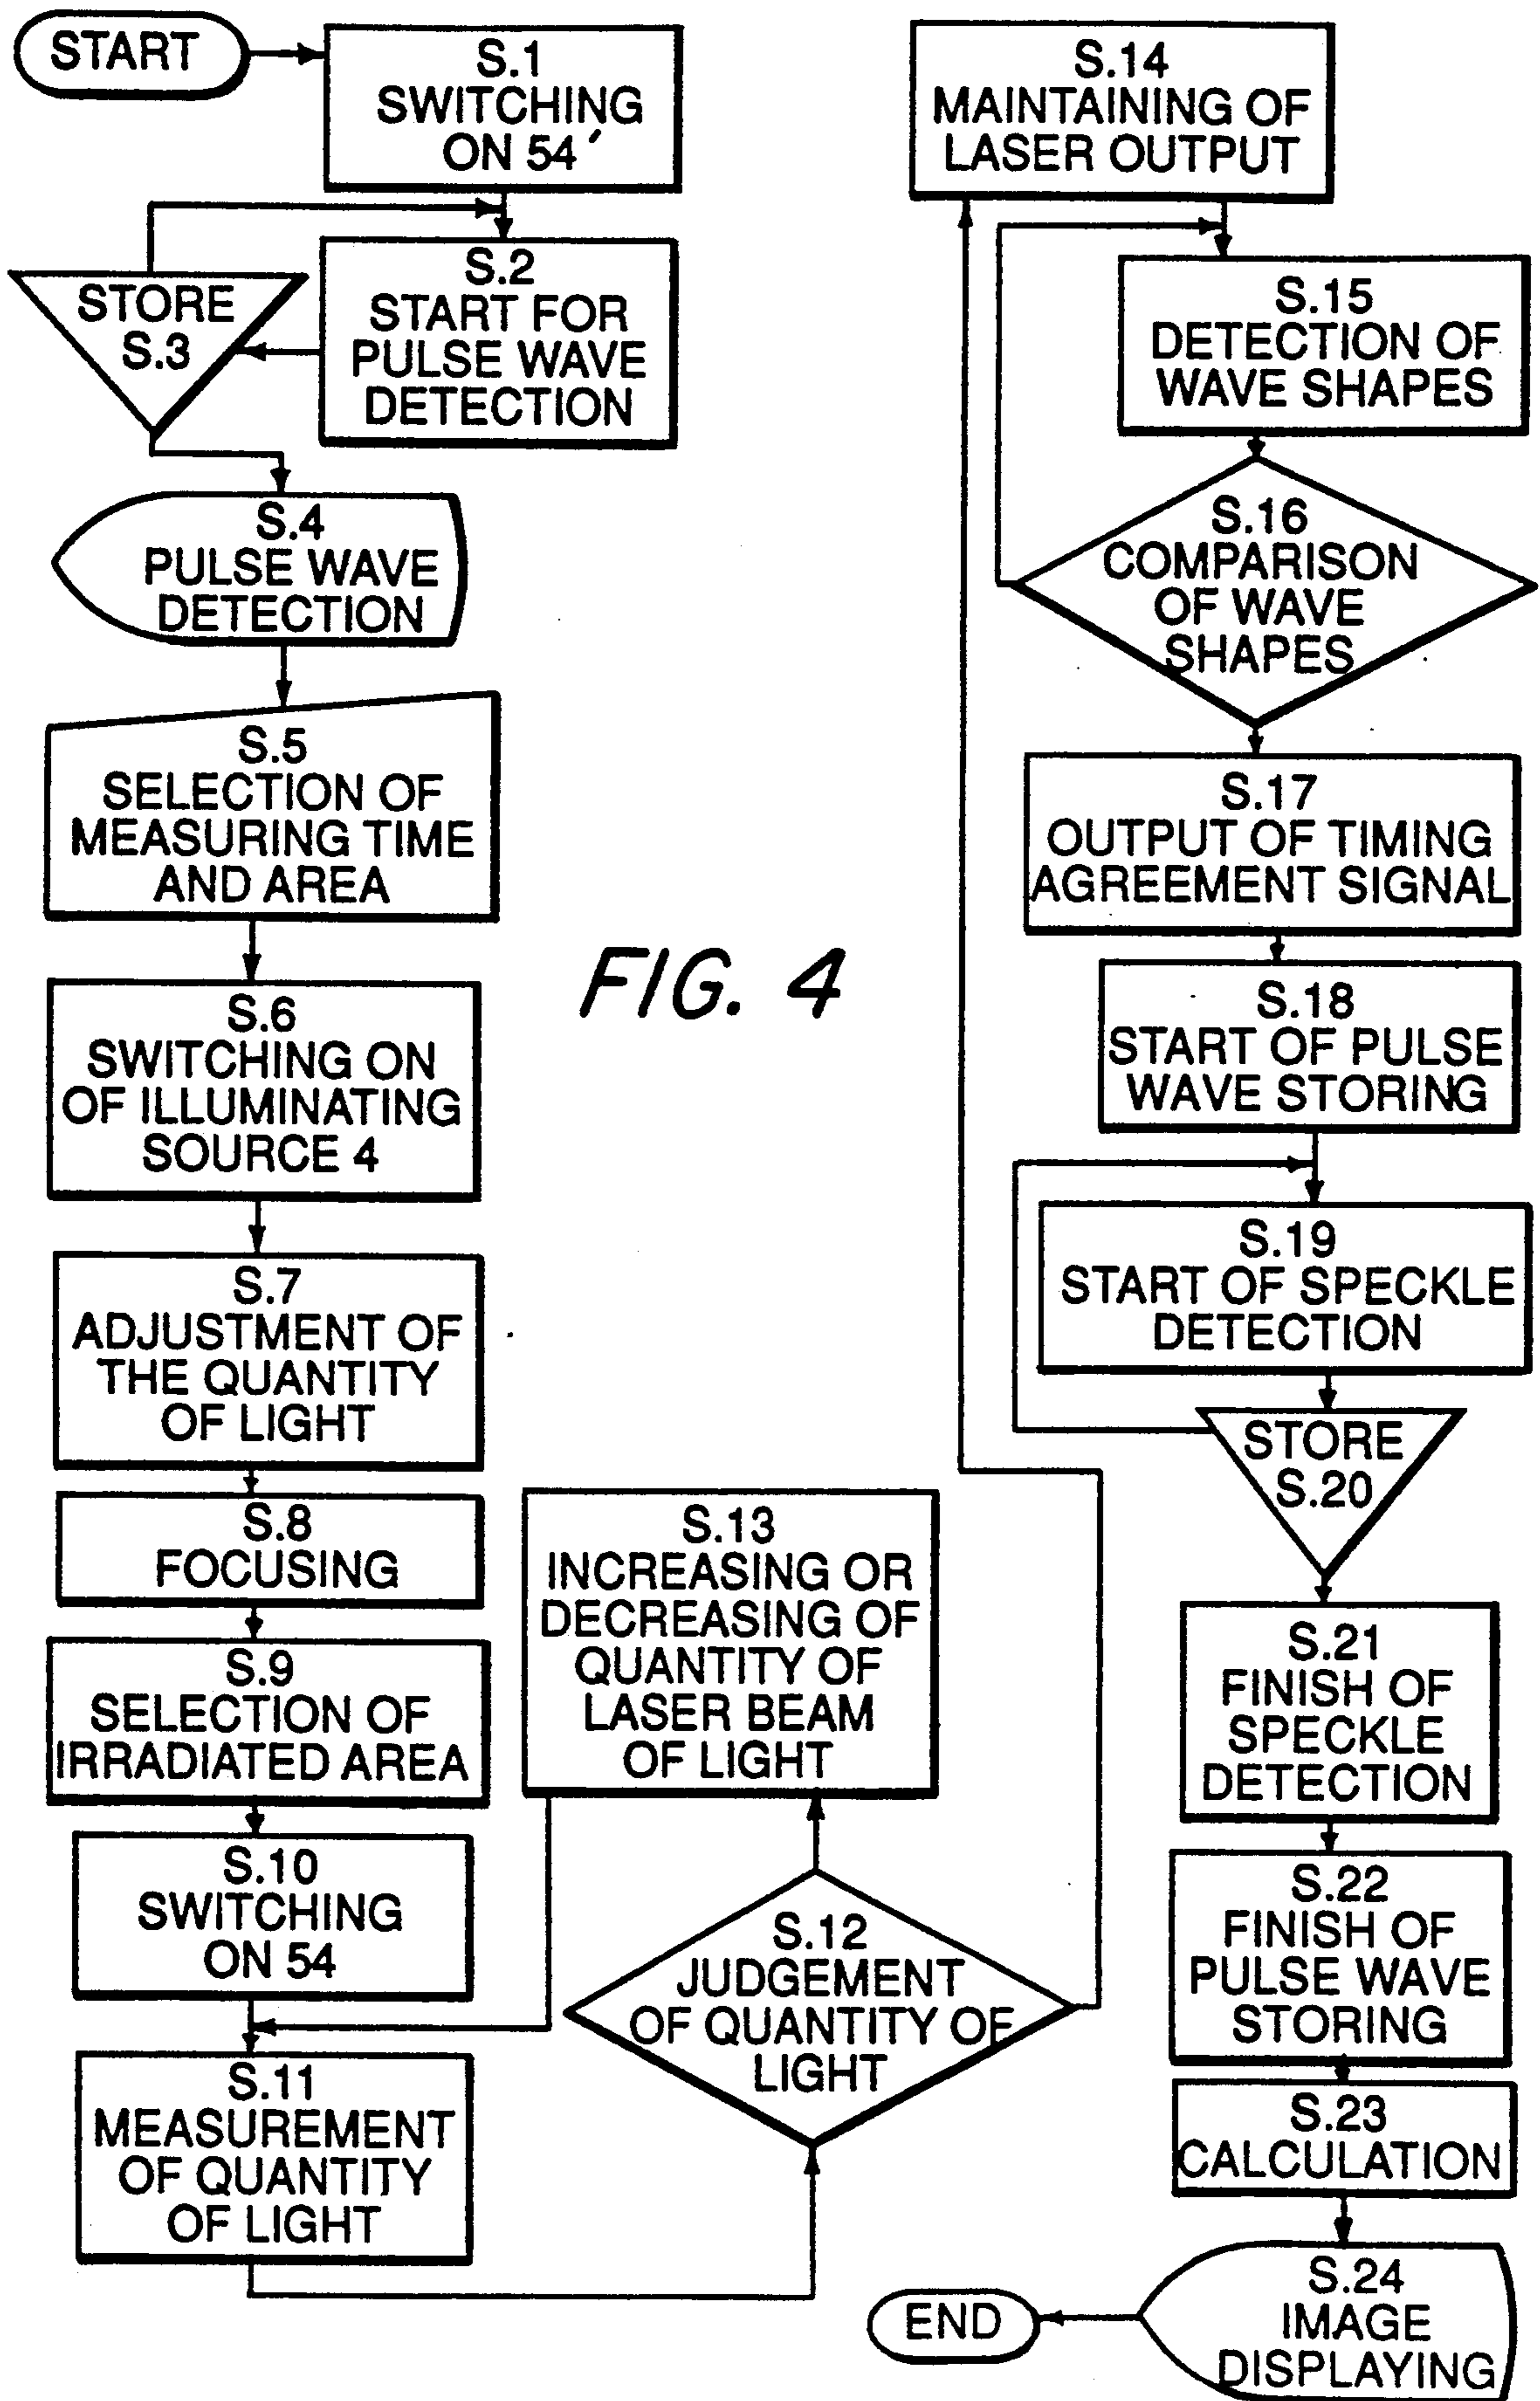 START
S.1
SWITCHING
ON 54'
S.2
START FOR
PULSE WAVE
DETECTION
STORE
S.3
S.4
PULSE WAVE
DETECTION
S.5
SELECTION OF
MEASURING TIME
AND AREA
S.6
SWITCHING ON
OF ILLUMINATING
SOURCE 4
S.7
ADJUSTMENT OF
THE QUANTITY
OF LIGHT
S.8
FOCUSING
S.9
SELECTION OF
IRRADIATED AREA
S.10
SWITCHING
ON 54
S.11
MEASUREMENT
OF QUANTITY
OF LIGHT
S.12
JUDGEMENT
OF QUANTITY OF
LIGHT
S.13
INCREASING OR
DECREASING OF
QUANTITY OF
LASER BEAM
OF LIGHT
FIG. 4
S.14
MAINTAINING OF
LASER OUTPUT
S.15
DETECTION OF
WAVE SHAPES
S.16
COMPARISON
OF WAVE
SHAPES
S.17
OUTPUT OF TIMING
AGREEMENT SIGNAL
S.18
START OF PULSE
WAVE STORING
S.19
START OF SPECKLE
DETECTION
STORE
S.20
S.21
FINISH OF
SPECKLE
DETECTION
S.22
FINISH OF
PULSE WAVE
STORING
S.23
CALCULATION
S.24
IMAGE
DISPLAYING
END